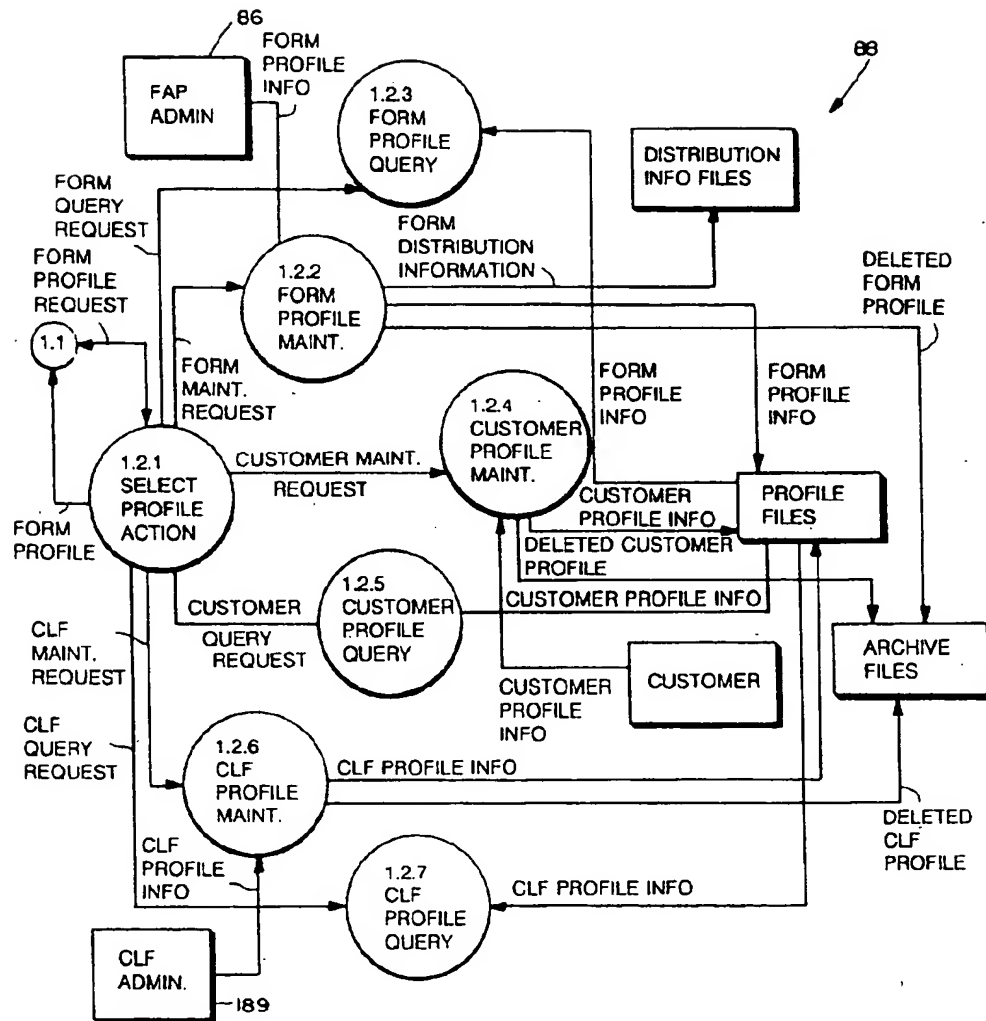 86
FORM
PROFILE
INFO
88
FAP
ADMIN
1.2.3
FORM
PROFILE
QUERY
DISTRIBUTION
INFO FILES
FORM
QUERY
REQUEST
FORM
DISTRIBUTION
INFORMATION
DELETED
FORM
PROFILE
FORM
PROFILE
REQUEST
1.2.2
FORM
PROFILE
MAINT.
1.1
FORM
MAINT.
REQUEST
FORM
PROFILE
INFO
FORM
PROFILE
INFO
1.2.4
CUSTOMER
PROFILE
MAINT.
1.2.1
SELECT
PROFILE
ACTION
CUSTOMER MAINT.
REQUEST
FORM
PROFILE
CUSTOMER
PROFILE INFO
PROFILE
FILES
DELETED CUSTOMER
PROFILE
CUSTOMER
QUERY
REQUEST
1.2.5
CUSTOMER
PROFILE
QUERY
CUSTOMER PROFILE INFO
CLF
MAINT.
REQUEST
ARCHIVE
FILES
CUSTOMER
PROFILE
INFO
CUSTOMER
CLF
QUERY
REQUEST
1.2.6
CLF
PROFILE
MAINT.
CLF PROFILE INFO
DELETED
CLF
PROFILE
CLF
PROFILE
INFO
1.2.7
CLF
PROFILE
QUERY
CLF PROFILE INFO
CLF
ADMIN.
189